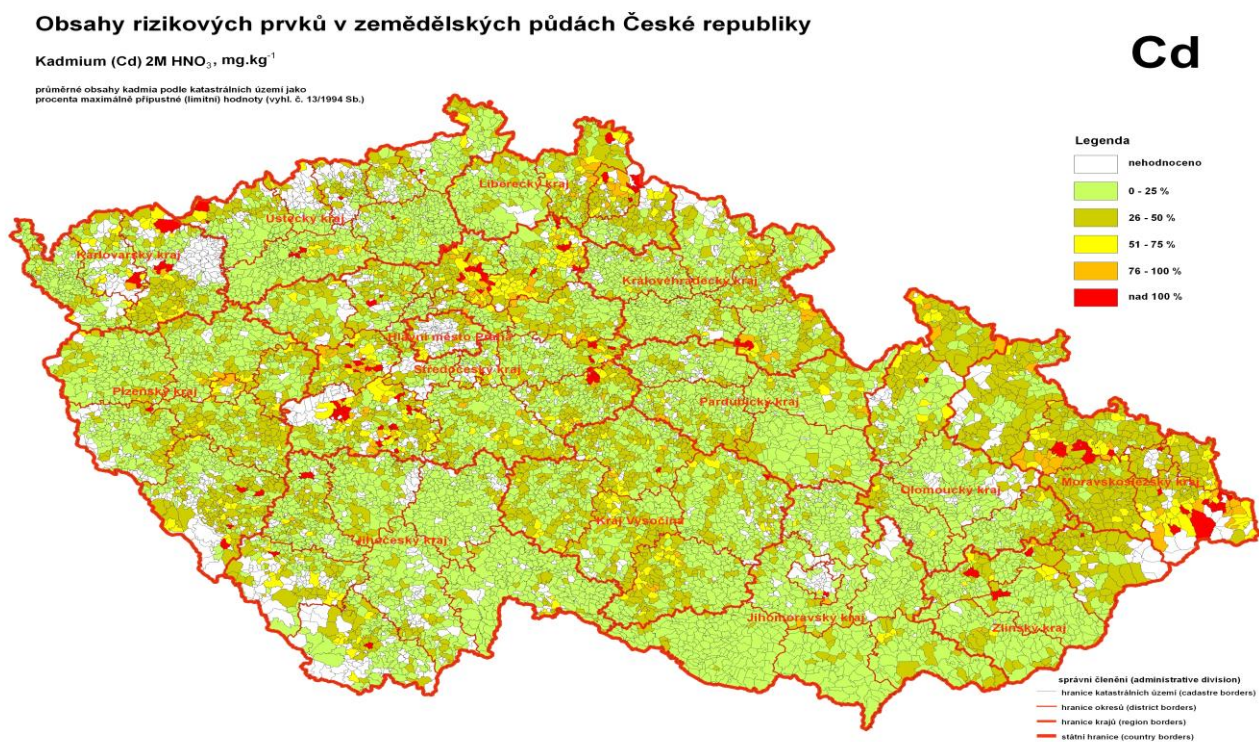 Obsahy rizikových prvků v zemědělských půdách České republiky
Cd
Kadmium (Cd) 2M HNO₃, mg.kg⁻¹
průměrné obsahy kadmia podle katastrálních území jako
procenta maximálně přípustné (limitní) hodnoty (vyhl. č. 13/1994 Sb.)
Legenda
nehodnoceno
0 - 25 %
26 - 50 %
51 - 75 %
76 - 100 %
nad 100 %
Liberecký kraj
Ústecký kraj
Karlovarský kraj
Královéhradecký kraj
Hlavní město Praha
Středočeský kraj
Plzeňský kraj
Pardubický kraj
Moravskoslezský kraj
Olomoucký kraj
Kraj Vysočina
Jihočeský kraj
Jihomoravský kraj
Zlínský kraj
správní členění (administrative division)
hranice katastrálních území (cadastre borders)
hranice okresů (district borders)
hranice krajů (region borders)
státní hranice (country borders)